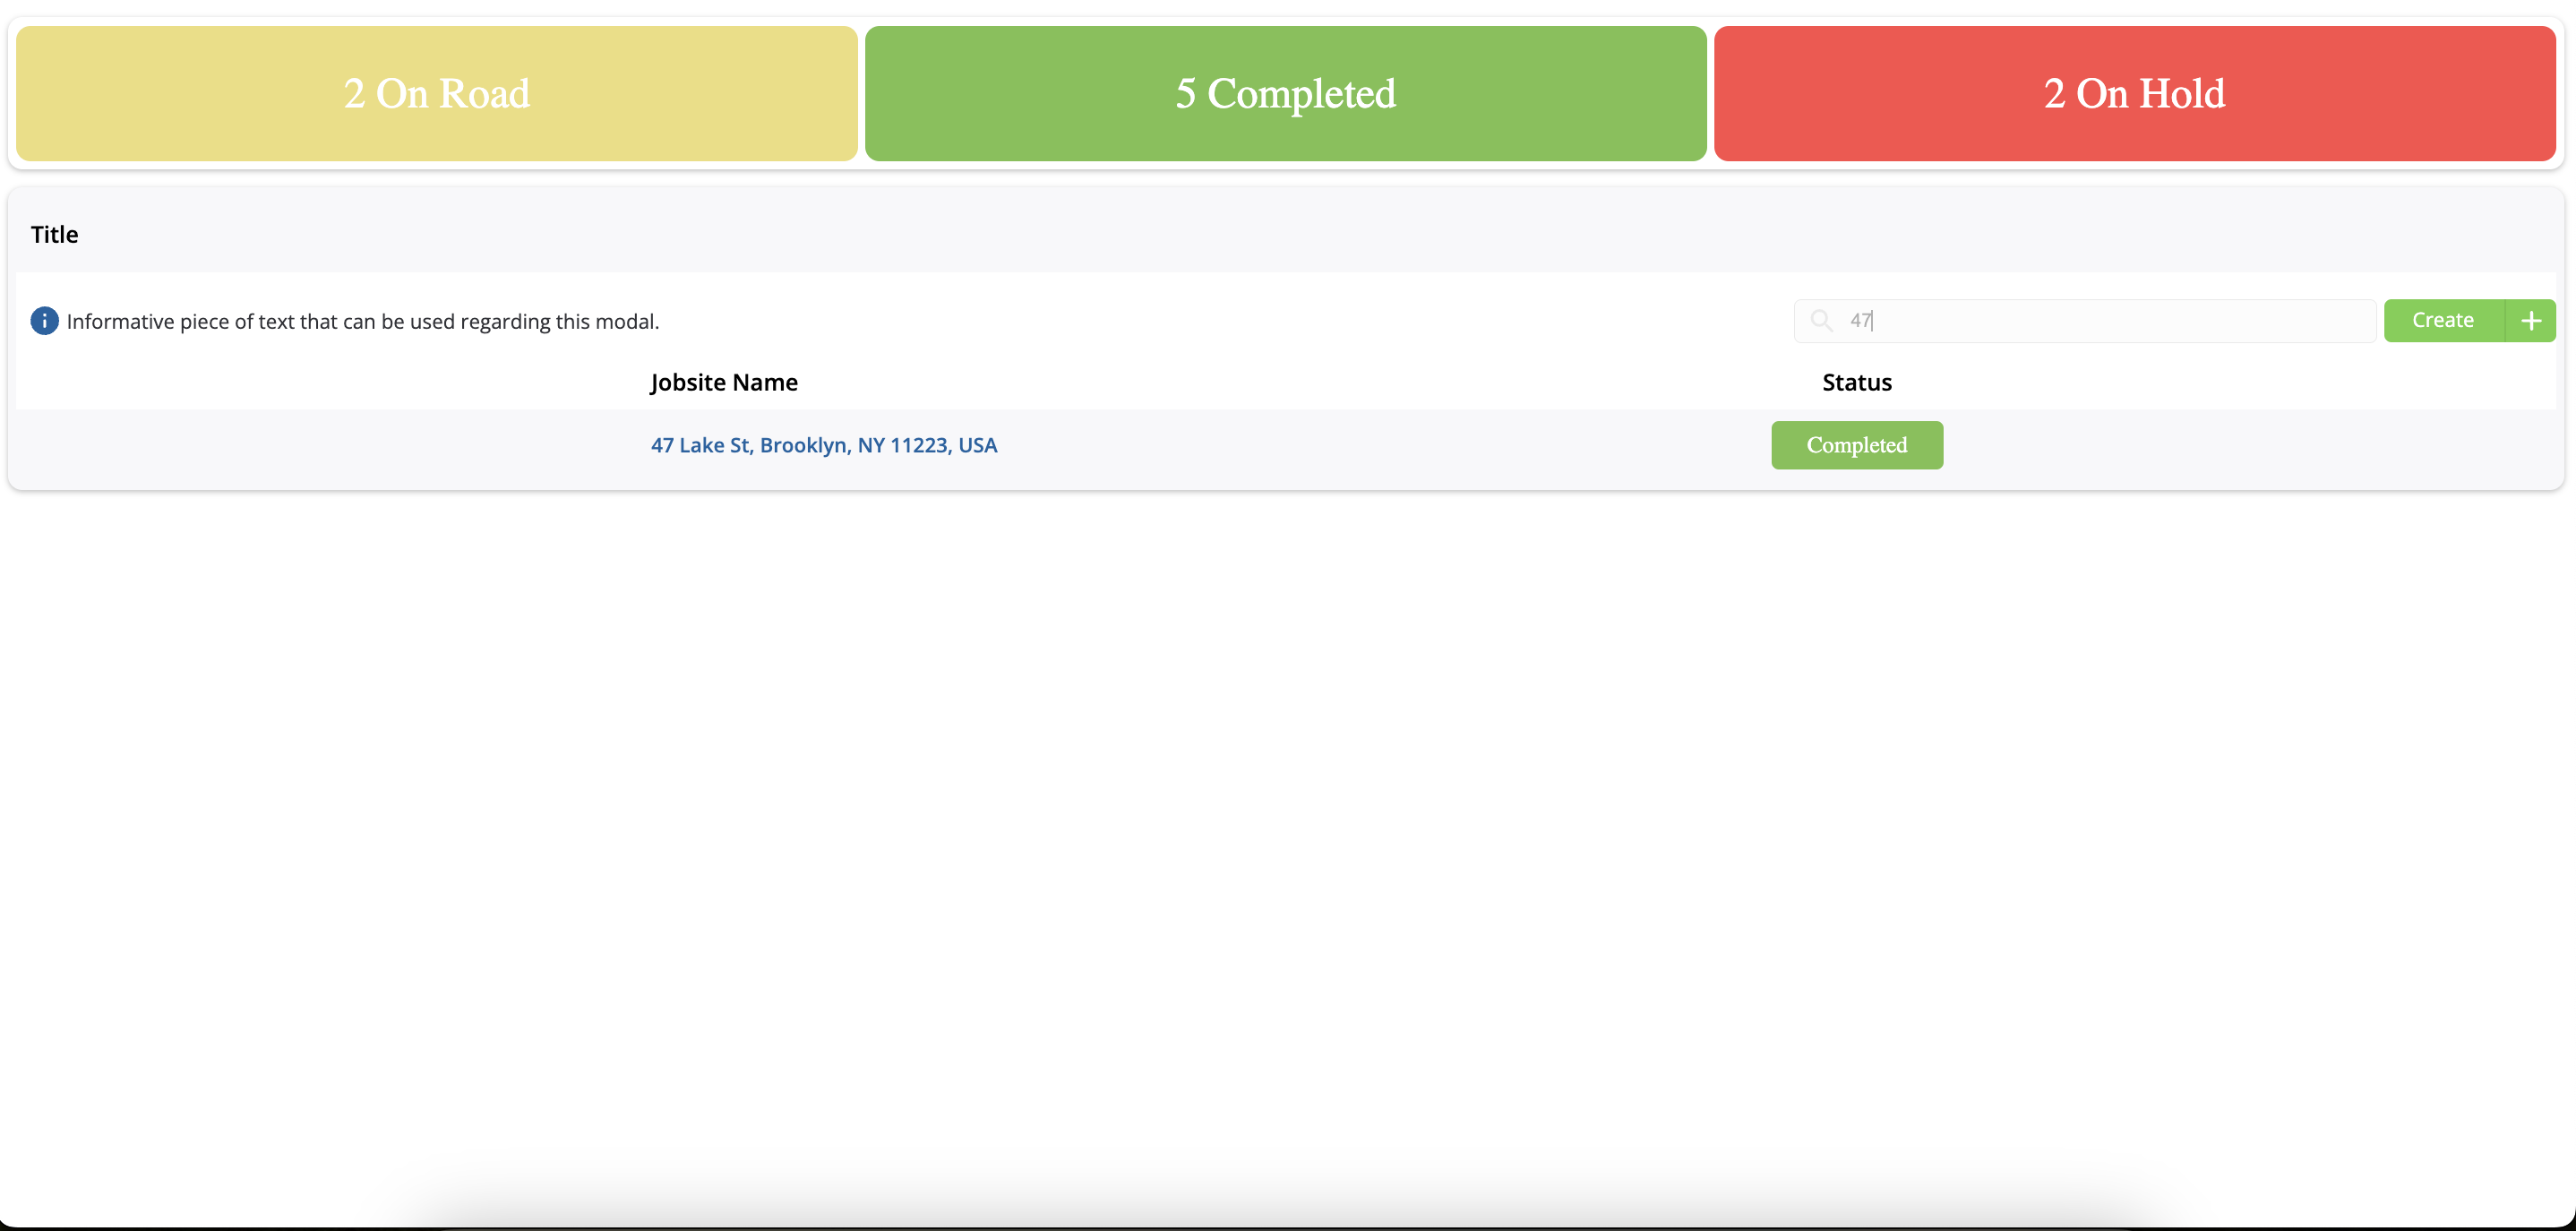 2 On Road
5 Completed
2 On Hold
Title
Informative piece of text that can be used regarding this modal.
47
Create +
Jobsite Name
Status
47 Lake St, Brooklyn, NY 11223, USA
Completed